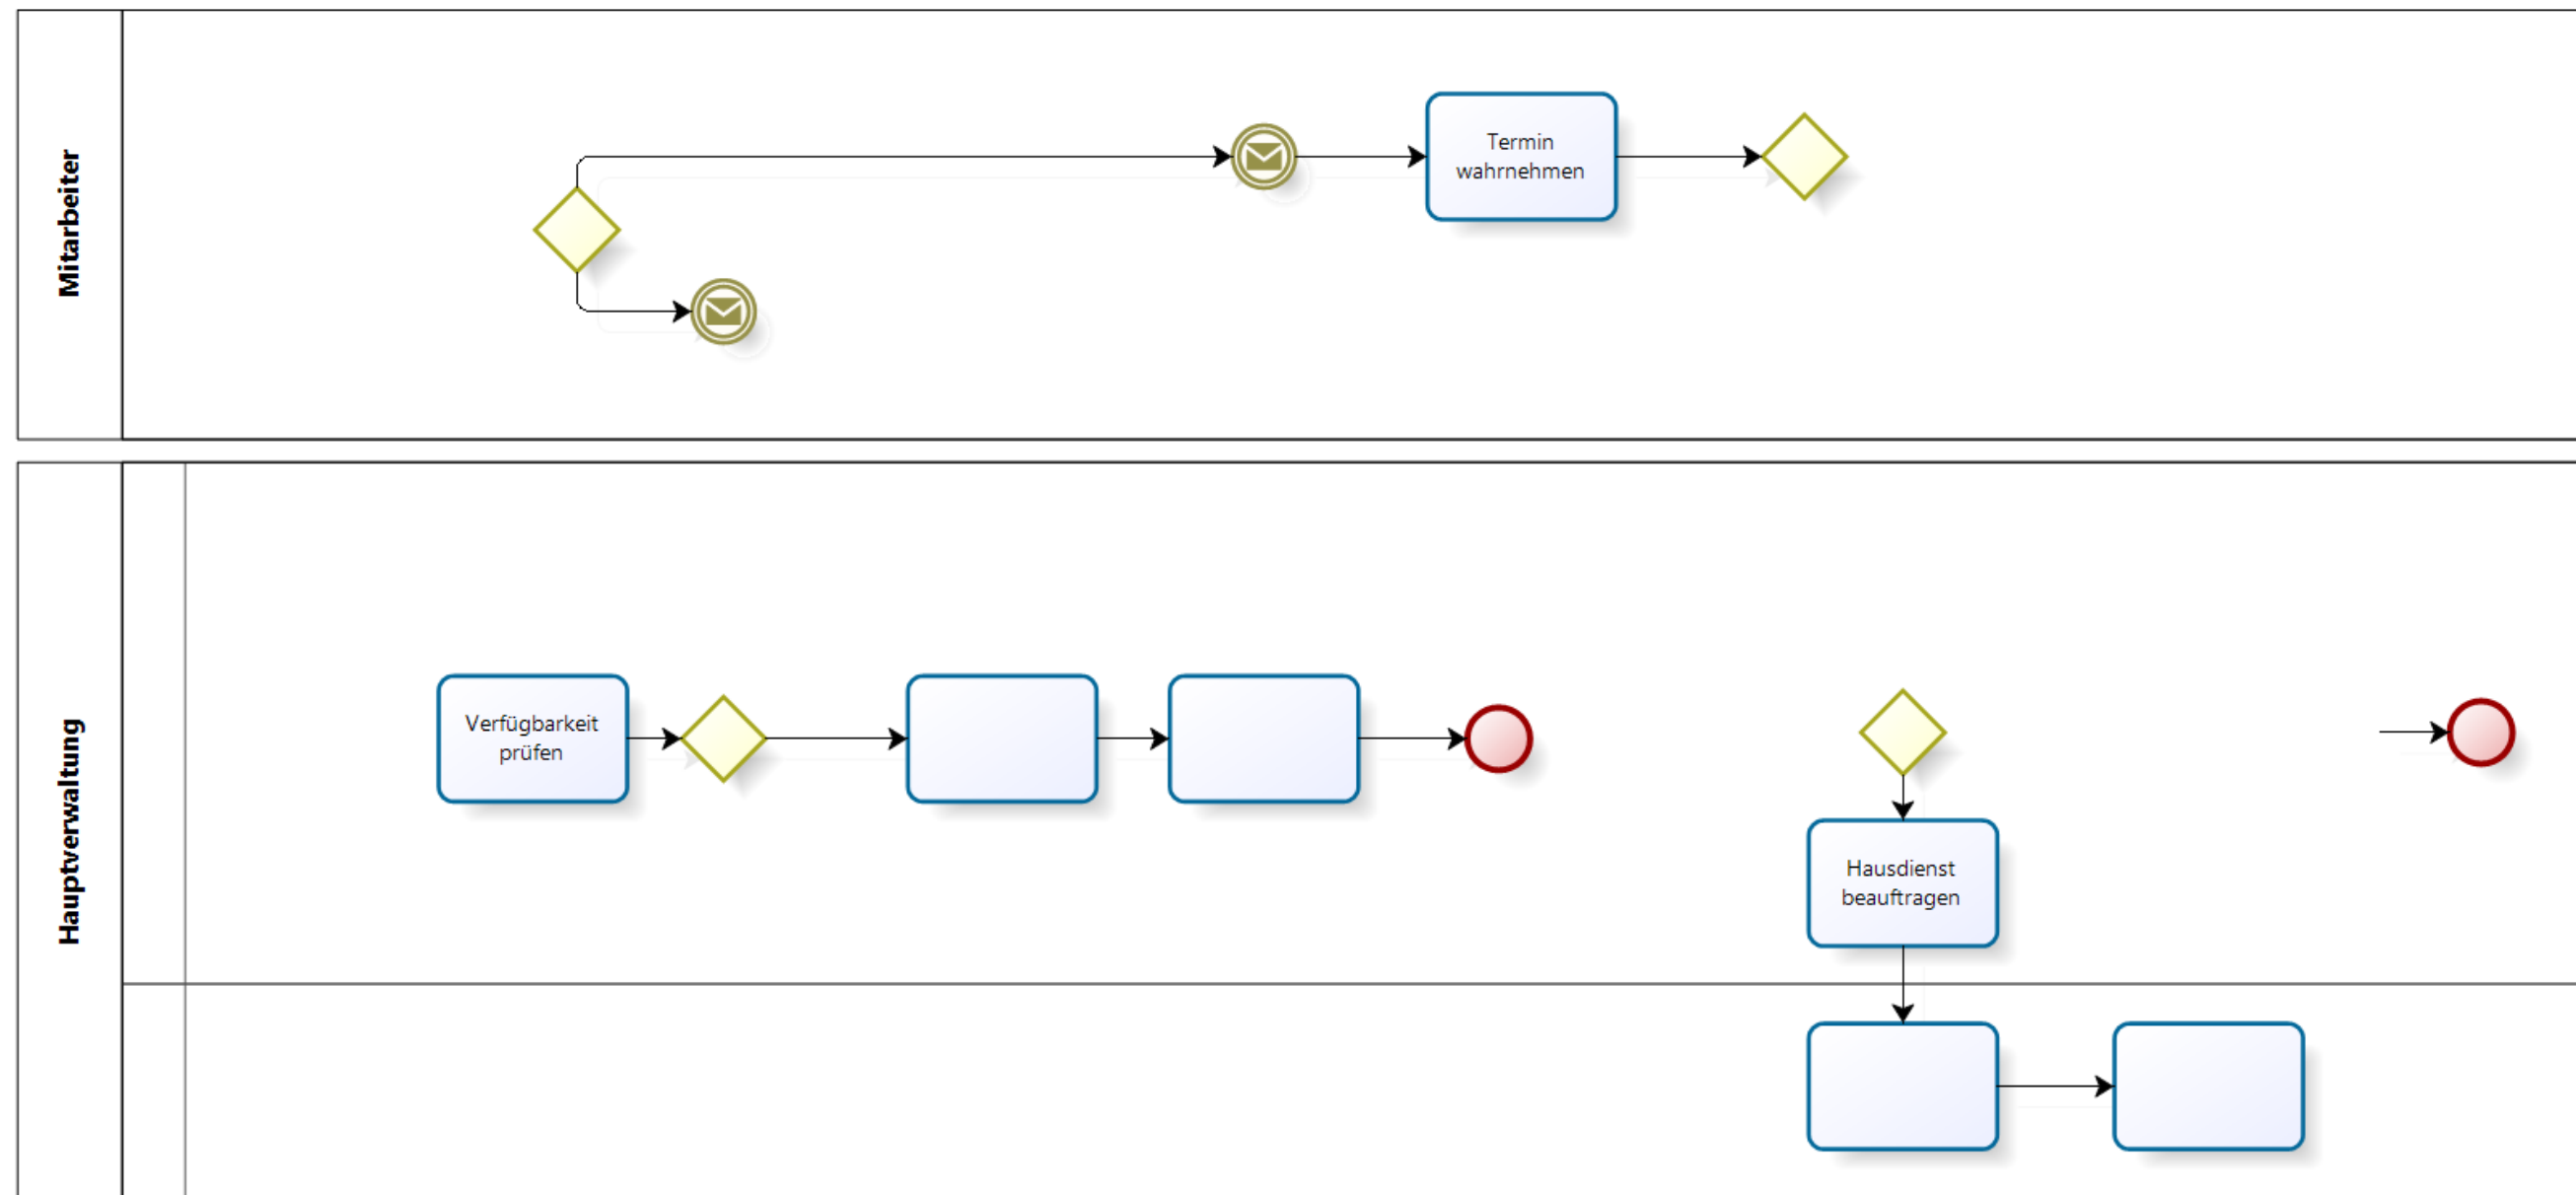 Mitarbeiter
Termin
wahrnehmen
Hauptverwaltung
Verfügbarkeit
prüfen
Hausdienst
beauftragen